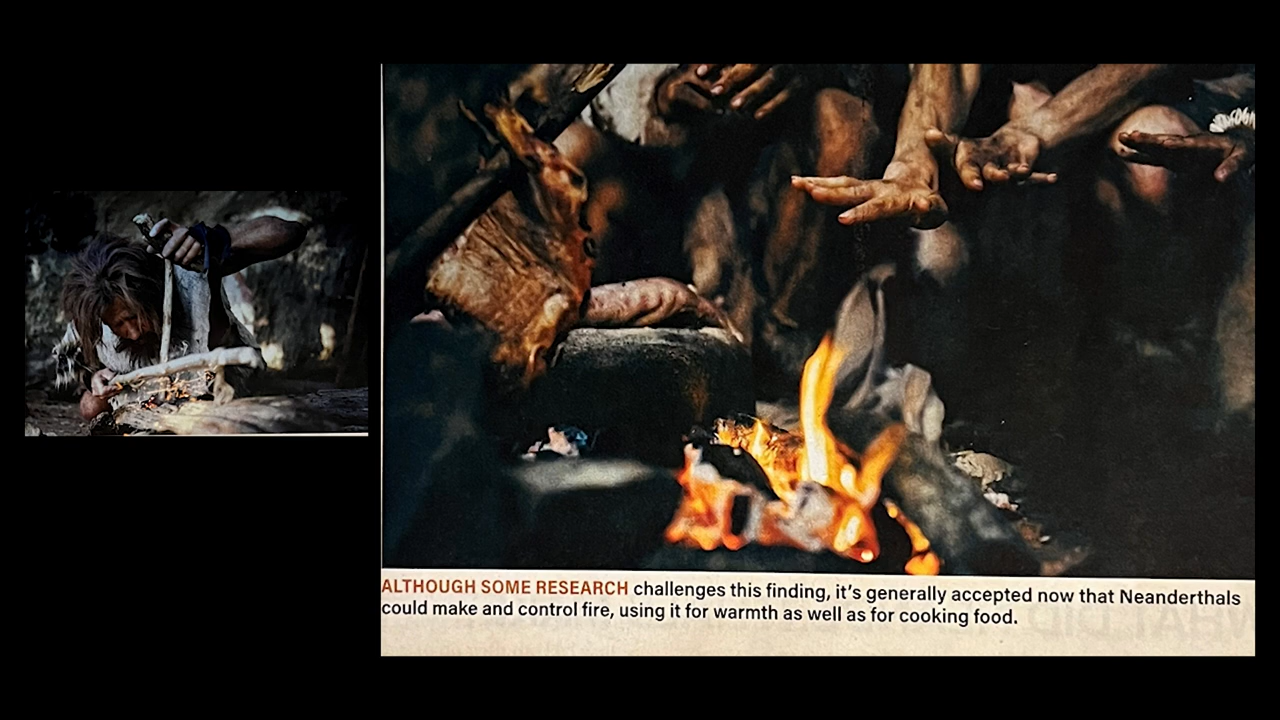 ALTHOUGH SOME RESEARCH challenges this finding, it's generally accepted now that Neanderthals
could make and control fire, using it for warmth as well as for cooking food.